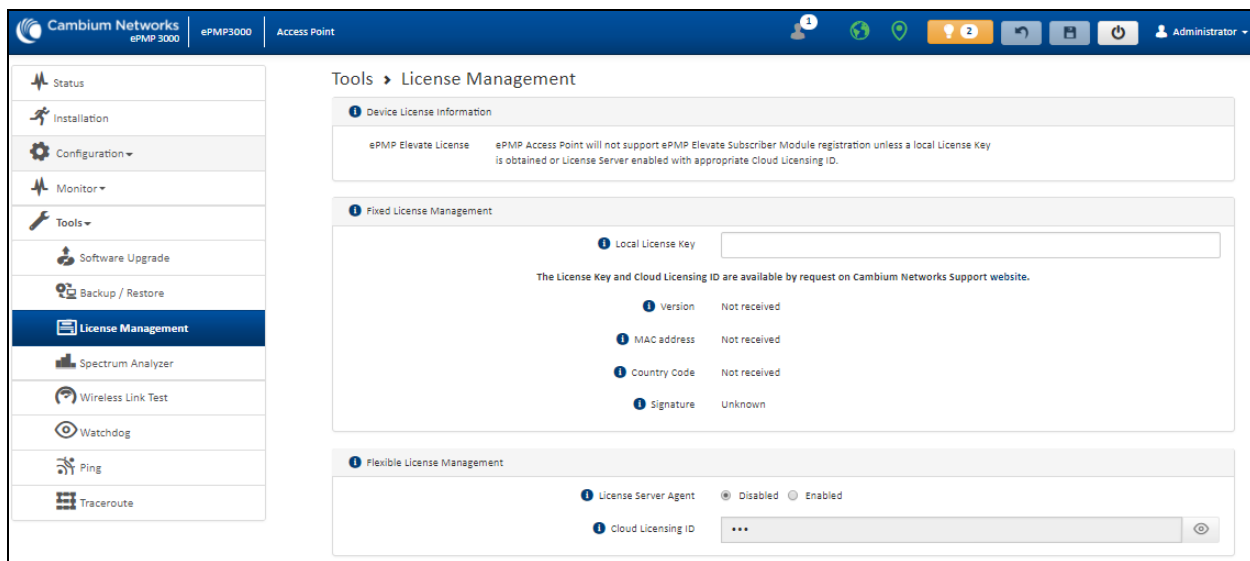 Cambium Networks
ePMP 3000
ePMP3000
Access Point
1
2
Administrator
Status
Installation
Configuration
Monitor
Tools
Software Upgrade
Backup / Restore
License Management
Spectrum Analyzer
Wireless Link Test
Watchdog
Ping
Traceroute
Tools > License Management
Device License Information
ePMP Elevate License
ePMP Access Point will not support ePMP Elevate Subscriber Module registration unless a local License Key
is obtained or License Server enabled with appropriate Cloud Licensing ID.
Fixed License Management
Local License Key
The License Key and Cloud Licensing ID are available by request on Cambium Networks Support website.
Version Not received
MAC address Not received
Country Code Not received
Signature Unknown
Flexible License Management
License Server Agent Disabled Enabled
Cloud Licensing ID •••